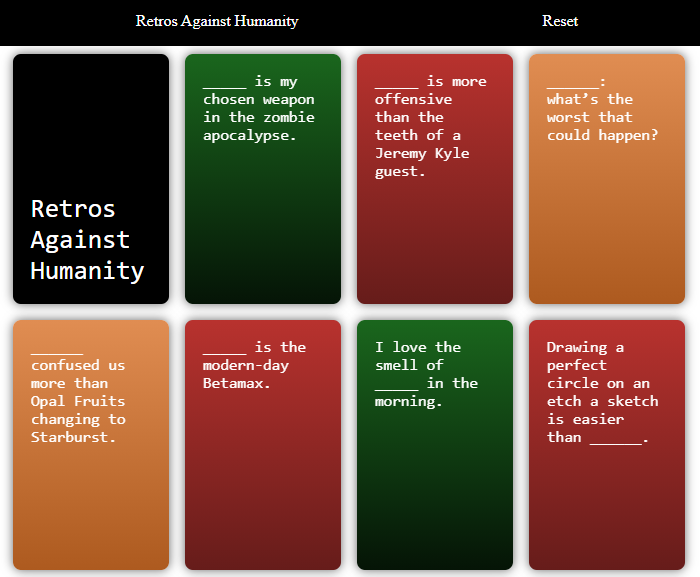 Retros Against Humanity
Reset
Retros
Against
Humanity
_____ is my
chosen weapon
in the zombie
apocalypse.
_____ is more
offensive
than the
teeth of a
Jeremy Kyle
guest.
______:
what’s the
worst that
could happen?
______
confused us
more than
Opal Fruits
changing to
Starburst.
_____ is the
modern-day
Betamax.
I love the
smell of
_____ in the
morning.
Drawing a
perfect
circle on an
etch a sketch
is easier
than ______.